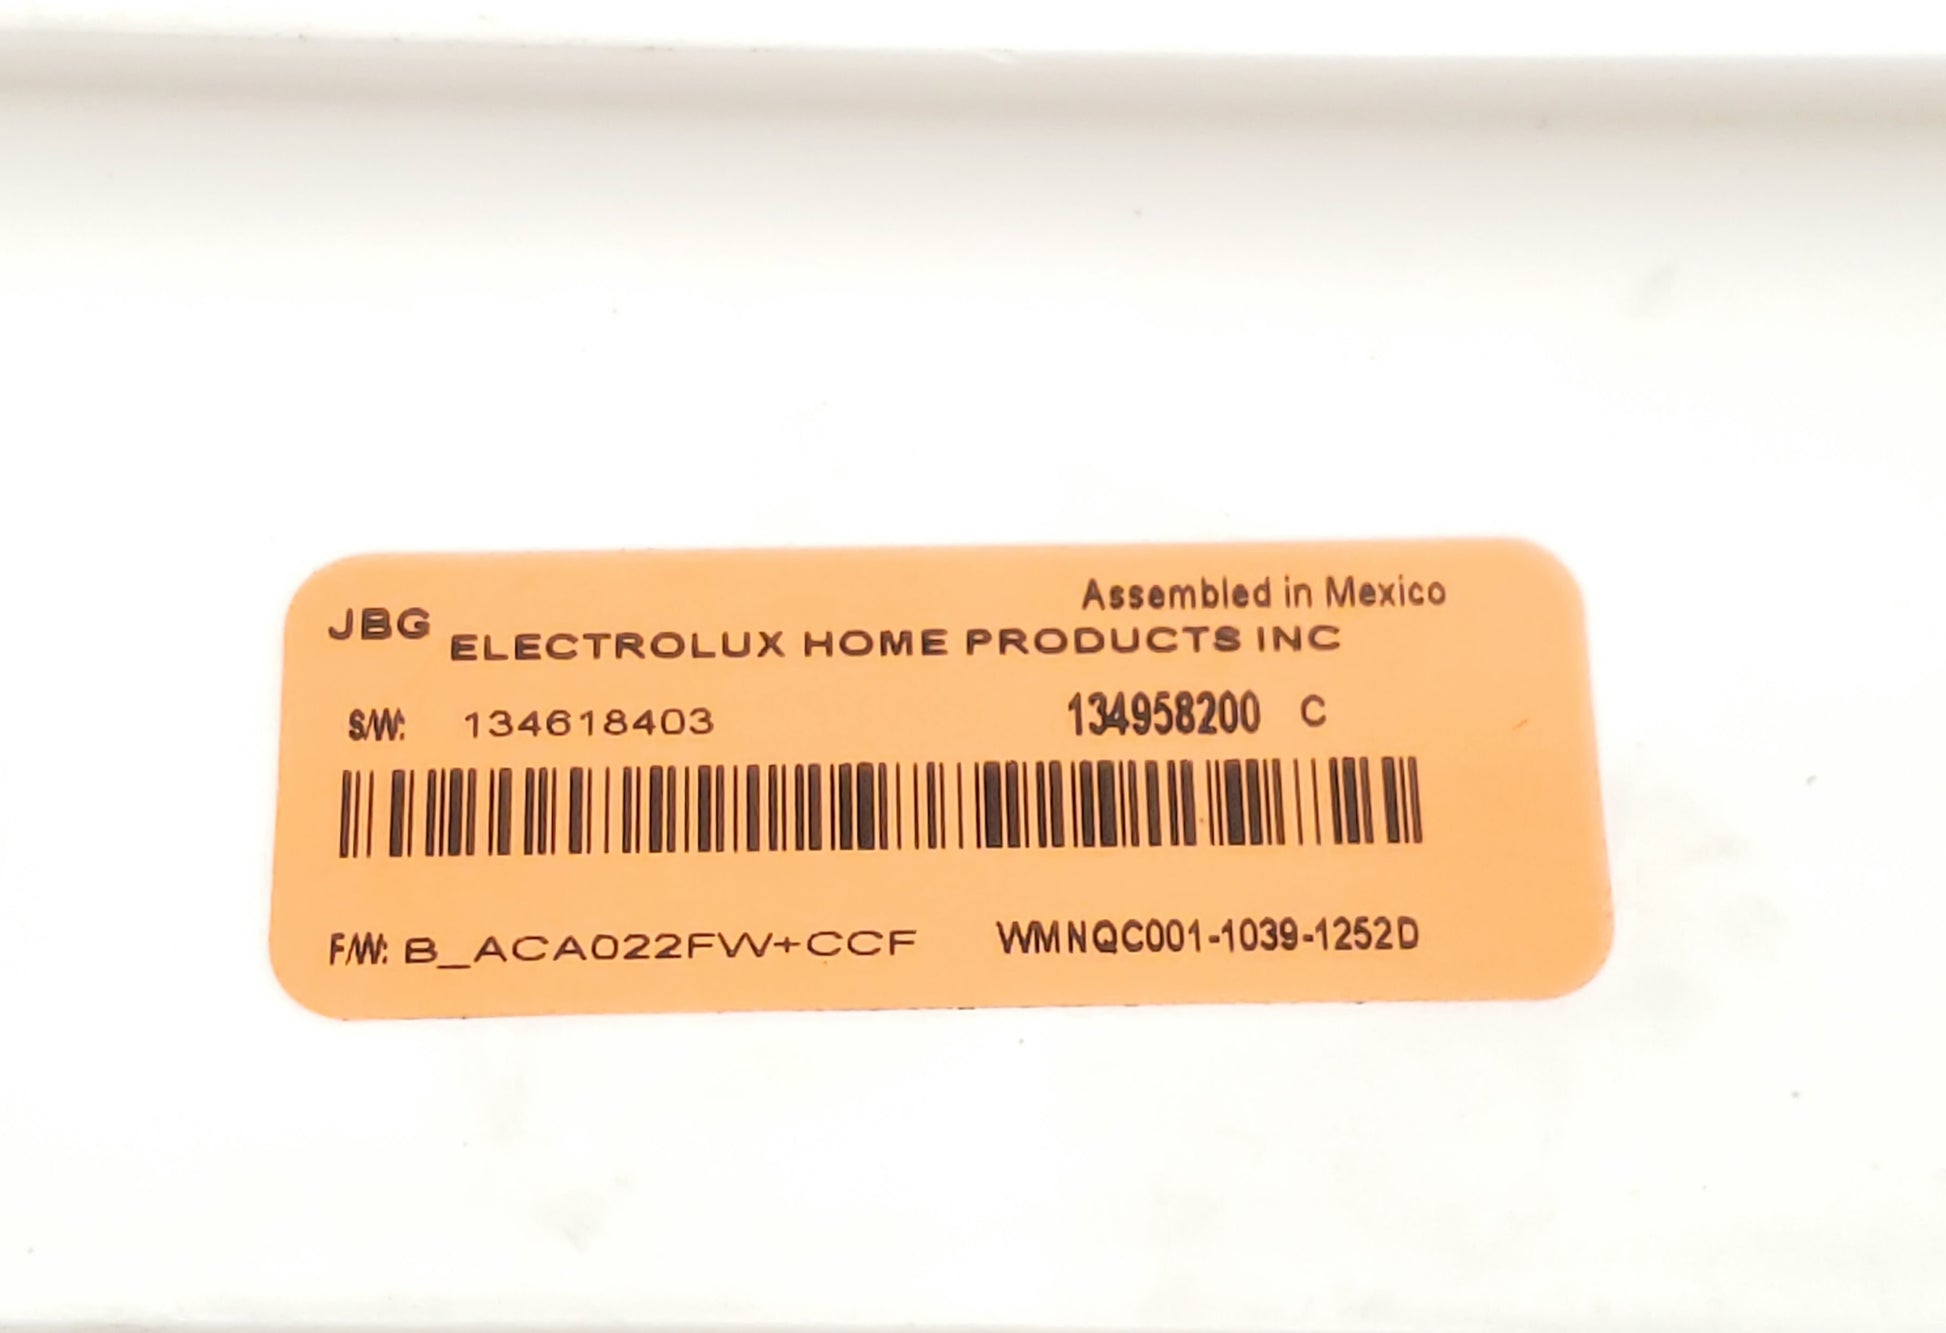 Assembled in Mexico
JBG ELECTROLUX HOME PRODUCTS INC
S/W: 134618403 134958200 C
F/W: B_ACA022FW+CCF WMNQC001-1039-1252D